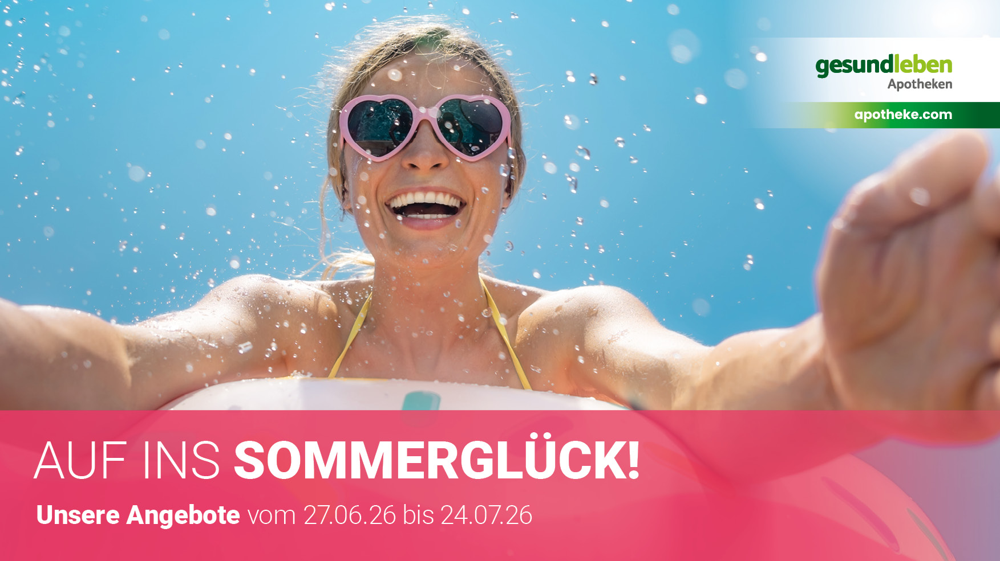 gesundleben
Apotheken
apotheke.com
AUF INS SOMMERGLÜCK!
Unsere Angebote vom 27.06.26 bis 24.07.26